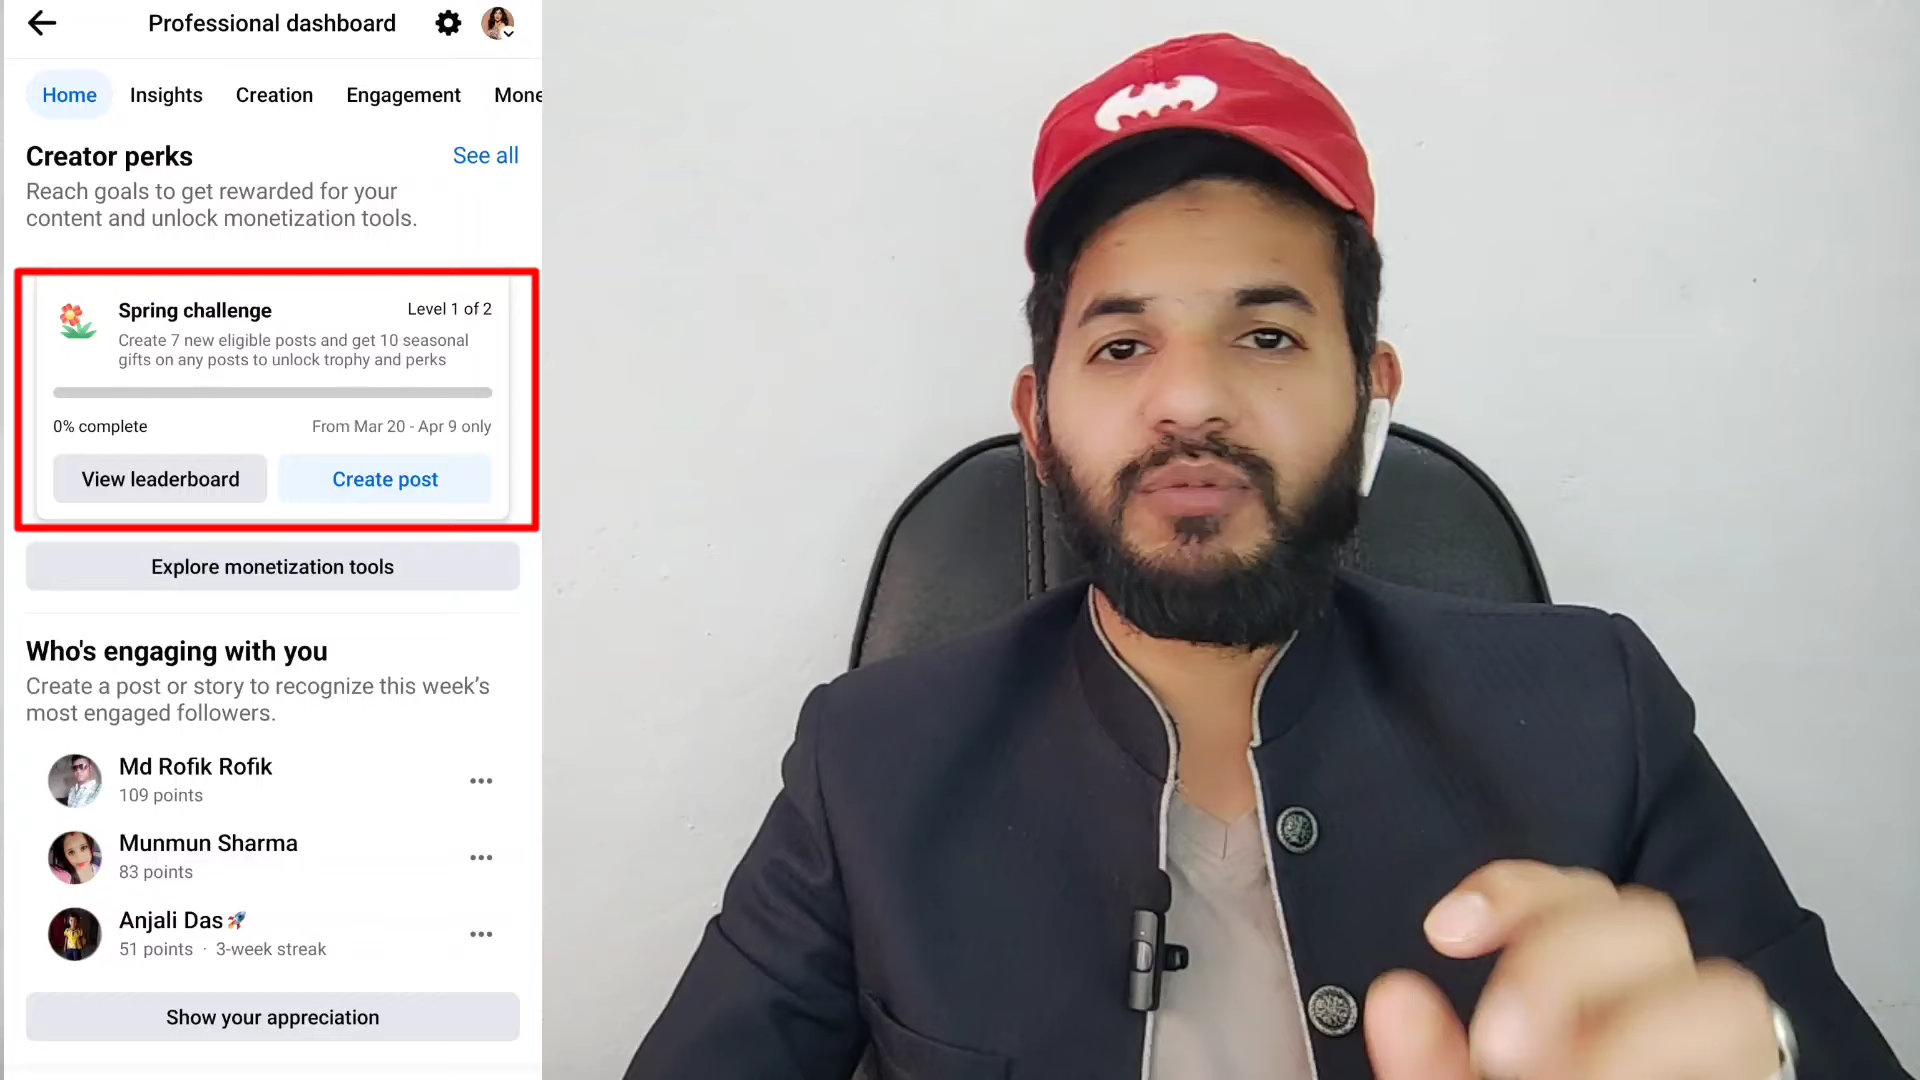 Professional dashboard
Home Insights Creation Engagement Mone
Creator perks See all
Reach goals to get rewarded for your
content and unlock monetization tools.
Spring challenge Level 1 of 2
Create 7 new eligible posts and get 10 seasonal
gifts on any posts to unlock trophy and perks
0% complete From Mar 20 - Apr 9 only
View leaderboard Create post
Explore monetization tools
Who's engaging with you
Create a post or story to recognize this week’s
most engaged followers.
Md Rofik Rofik
109 points
Munmun Sharma
83 points
Anjali Das🚀
51 points · 3-week streak
Show your appreciation